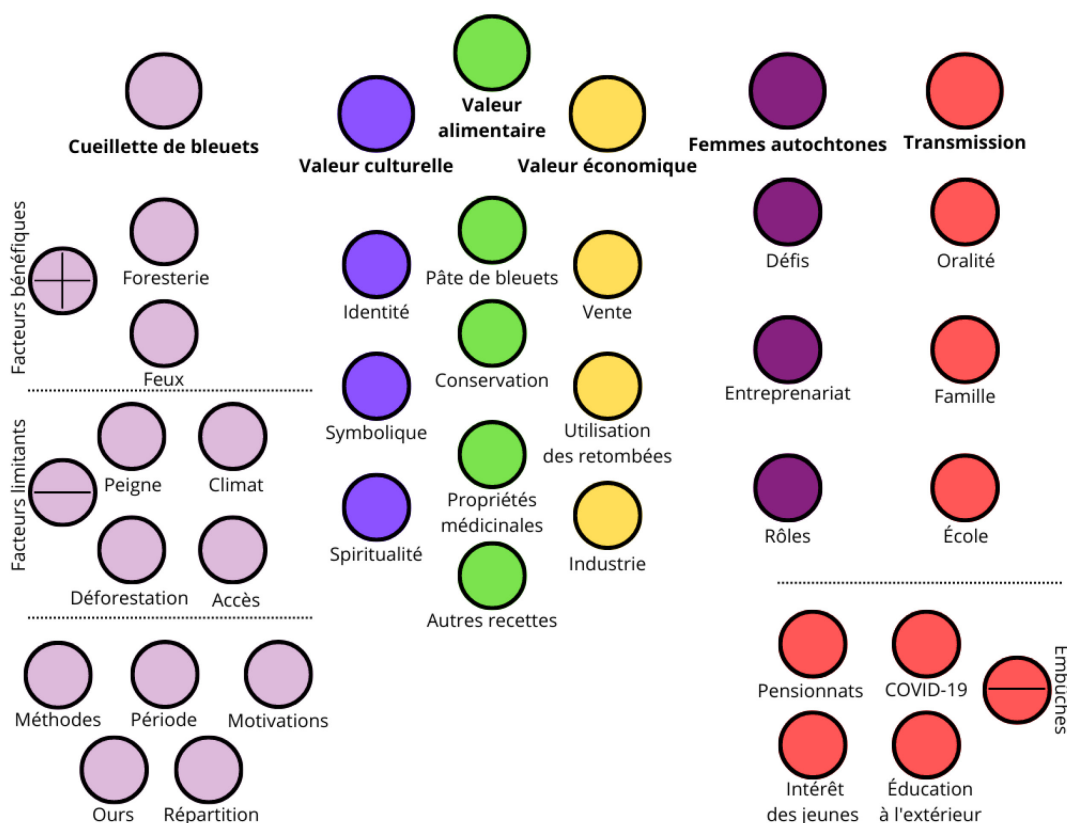 Cueillette de bleuets
Facteurs bénéfiques
Foresterie
Feux
Facteurs limitants
Peigne
Climat
Déforestation
Accès
Méthodes
Période
Motivations
Ours
Répartition
Valeur culturelle
Identité
Symbolique
Spiritualité
Valeur
alimentaire
Pâte de bleuets
Conservation
Propriétés
médicinales
Autres recettes
Valeur économique
Vente
Utilisation
des retombées
Industrie
Femmes autochtones
Défis
Entreprenariat
Rôles
Transmission
Oralité
Famille
École
Pensionnats
COVID-19
Embûches
Intérêt
des jeunes
Éducation
à l'extérieur